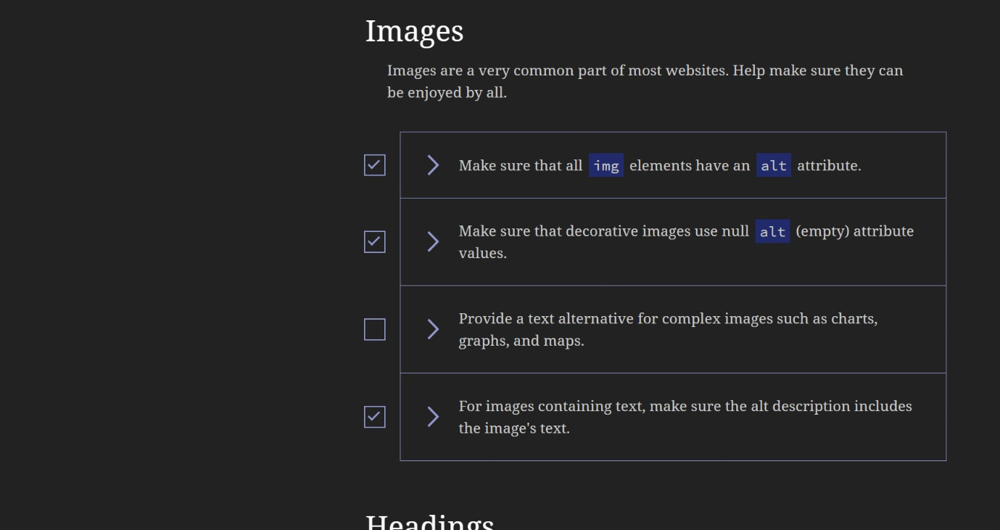 Images
Images are a very common part of most websites. Help make sure they can
be enjoyed by all.
Make sure that all img elements have an alt attribute.
Make sure that decorative images use null alt (empty) attribute
values.
Provide a text alternative for complex images such as charts,
graphs, and maps.
For images containing text, make sure the alt description includes
the image's text.
Headings